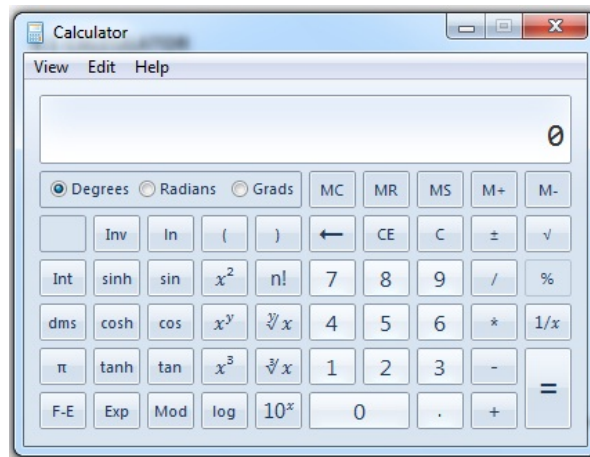 Calculator
View Edit Help
0
Degrees Radians Grads MC MR MS M+ M-
Inv ln ( ) ← CE C ± √
Int sinh sin x² n! 7 8 9 / %
dms cosh cos xʸ ʸ√x 4 5 6 * 1/x
π tanh tan x³ ³√x 1 2 3 - =
F-E Exp Mod log 10ˣ 0 . +